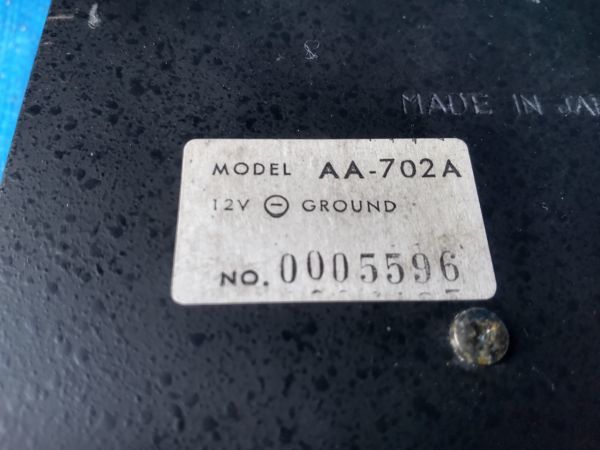 MADE IN JAPAN
MODEL AA-702A
12V ⊖ GROUND
NO. 0005596